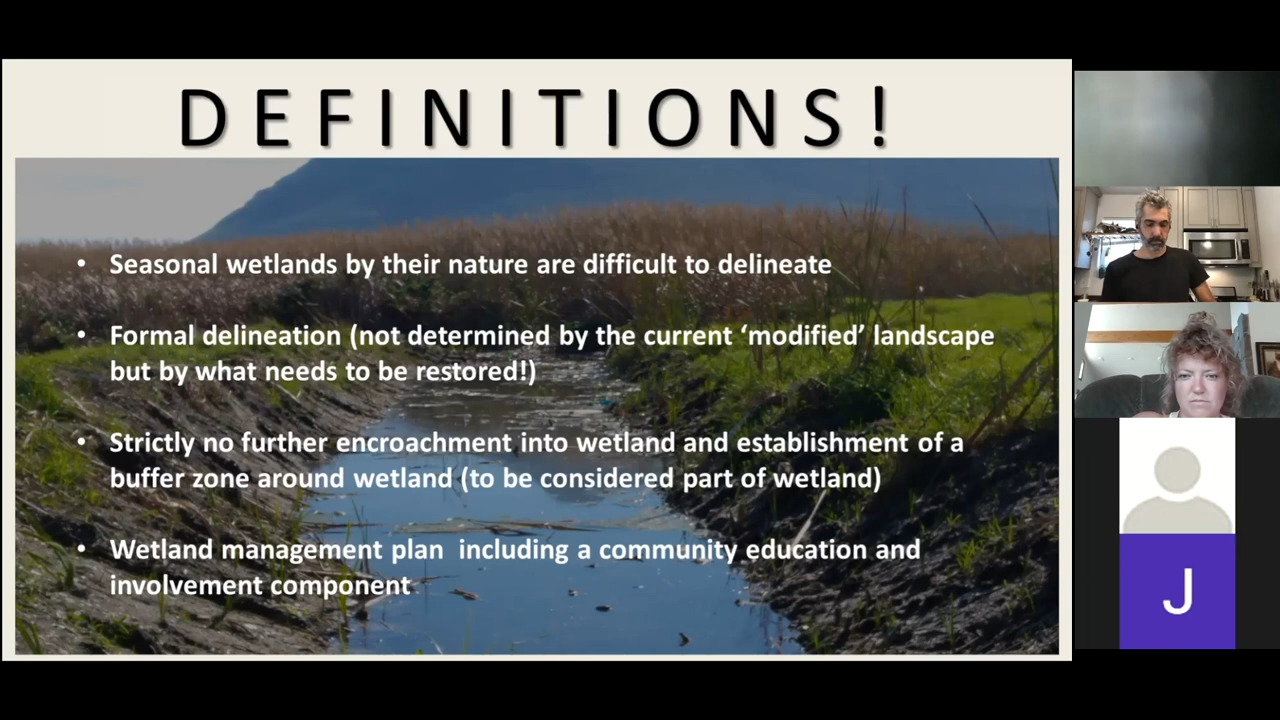 DEFINITIONS!
• Seasonal wetlands by their nature are difficult to delineate
• Formal delineation (not determined by the current ‘modified’ landscape
but by what needs to be restored!)
• Strictly no further encroachment into wetland and establishment of a
buffer zone around wetland (to be considered part of wetland)
• Wetland management plan  including a community education and
involvement component
J